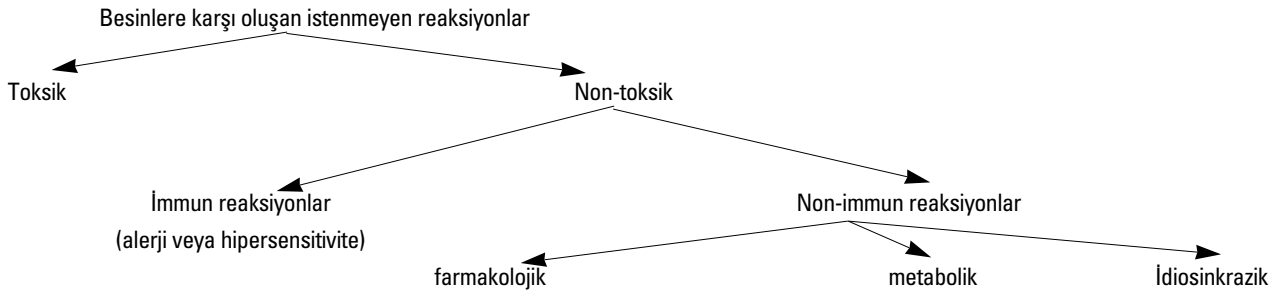 Besinlere karşı oluşan istenmeyen reaksiyonlar
Toksik
Non-toksik
İmmun reaksiyonlar
(alerji veya hipersensitivite)
Non-immun reaksiyonlar
farmakolojik
metabolik
İdiosinkrazik